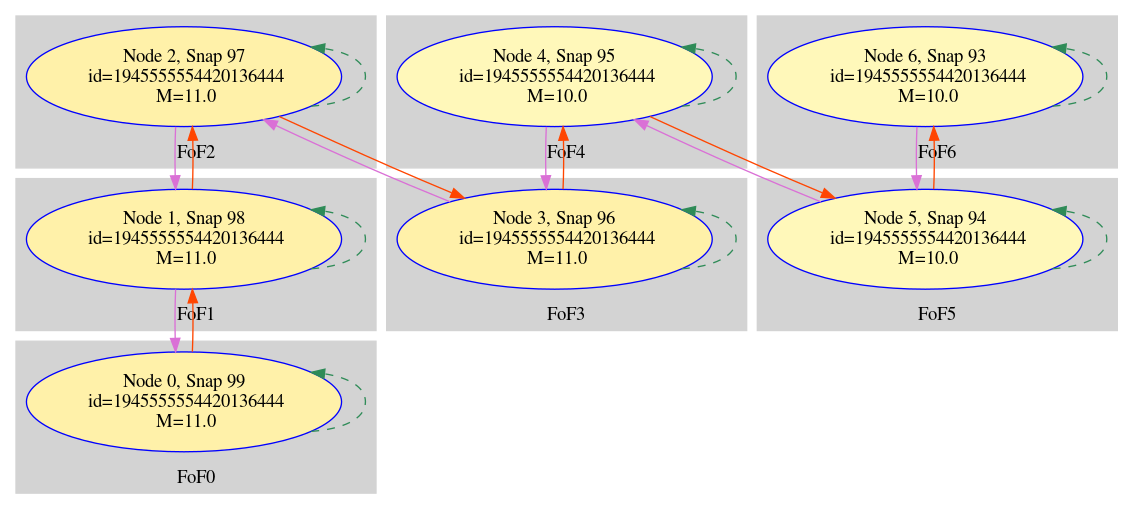 Node 2, Snap 97
id=1945555554420136444
M=11.0
FoF2
Node 4, Snap 95
id=1945555554420136444
M=10.0
FoF4
Node 6, Snap 93
id=1945555554420136444
M=10.0
FoF6
Node 1, Snap 98
id=1945555554420136444
M=11.0
FoF1
Node 3, Snap 96
id=1945555554420136444
M=11.0
FoF3
Node 5, Snap 94
id=1945555554420136444
M=10.0
FoF5
Node 0, Snap 99
id=1945555554420136444
M=11.0
FoF0